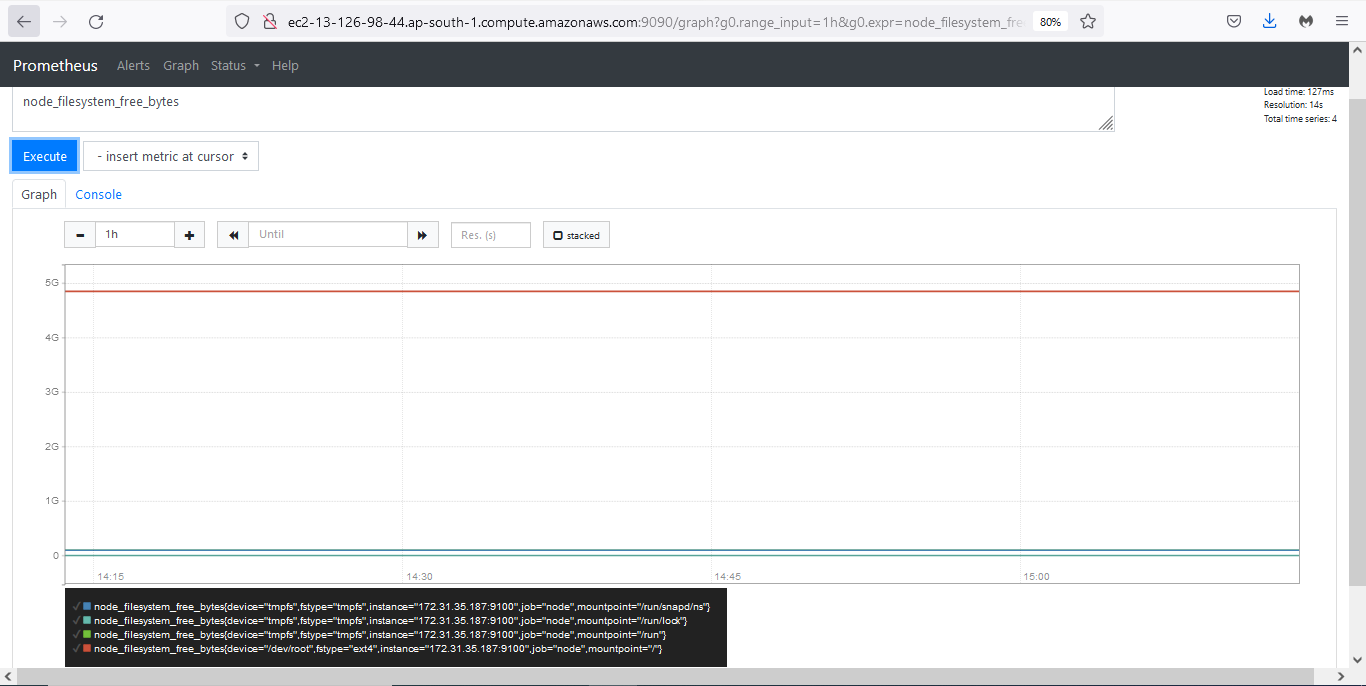 ec2-13-126-98-44.ap-south-1.compute.amazonaws.com:9090/graph?g0.range_input=1h&g0.expr=node_filesystem_fre 80%
Prometheus Alerts Graph Status Help
node_filesystem_free_bytes
Load time: 127ms
Resolution: 14s
Total time series: 4
Execute - insert metric at cursor
Graph Console
1h Until Res. (s) stacked
5G
4G
3G
2G
1G
0
14:15 14:30 14:45 15:00
node_filesystem_free_bytes{device="tmpfs",fstype="tmpfs",instance="172.31.35.187:9100",job="node",mountpoint="/run/snapd/ns"}
node_filesystem_free_bytes{device="tmpfs",fstype="tmpfs",instance="172.31.35.187:9100",job="node",mountpoint="/run/lock"}
node_filesystem_free_bytes{device="tmpfs",fstype="tmpfs",instance="172.31.35.187:9100",job="node",mountpoint="/run"}
node_filesystem_free_bytes{device="/dev/root",fstype="ext4",instance="172.31.35.187:9100",job="node",mountpoint="/"}